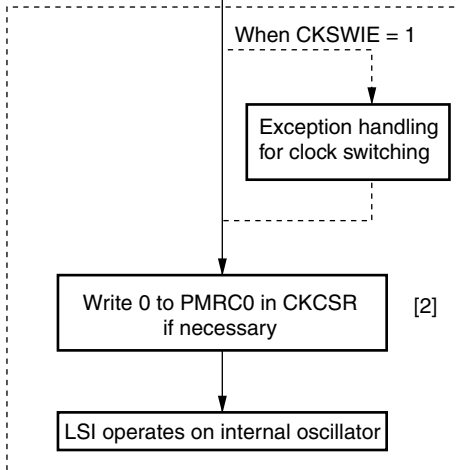 When CKSWIE = 1
Exception handling
for clock switching
Write 0 to PMRC0 in CKCSR
if necessary
[2]
LSI operates on internal oscillator